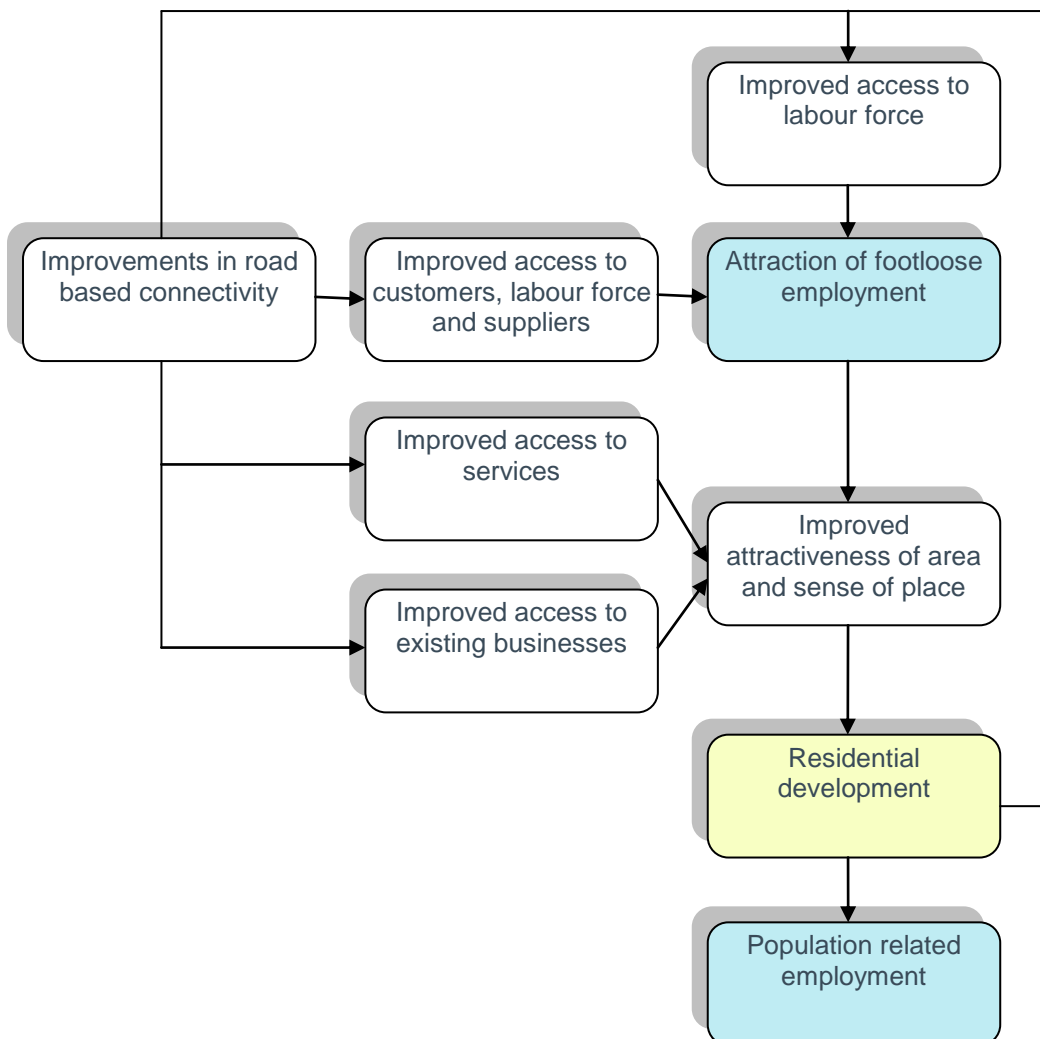 Improved access to
labour force
Improvements in road
based connectivity
Improved access to
customers, labour force
and suppliers
Attraction of footloose
employment
Improved access to
services
Improved
attractiveness of area
and sense of place
Improved access to
existing businesses
Residential
development
Population related
employment